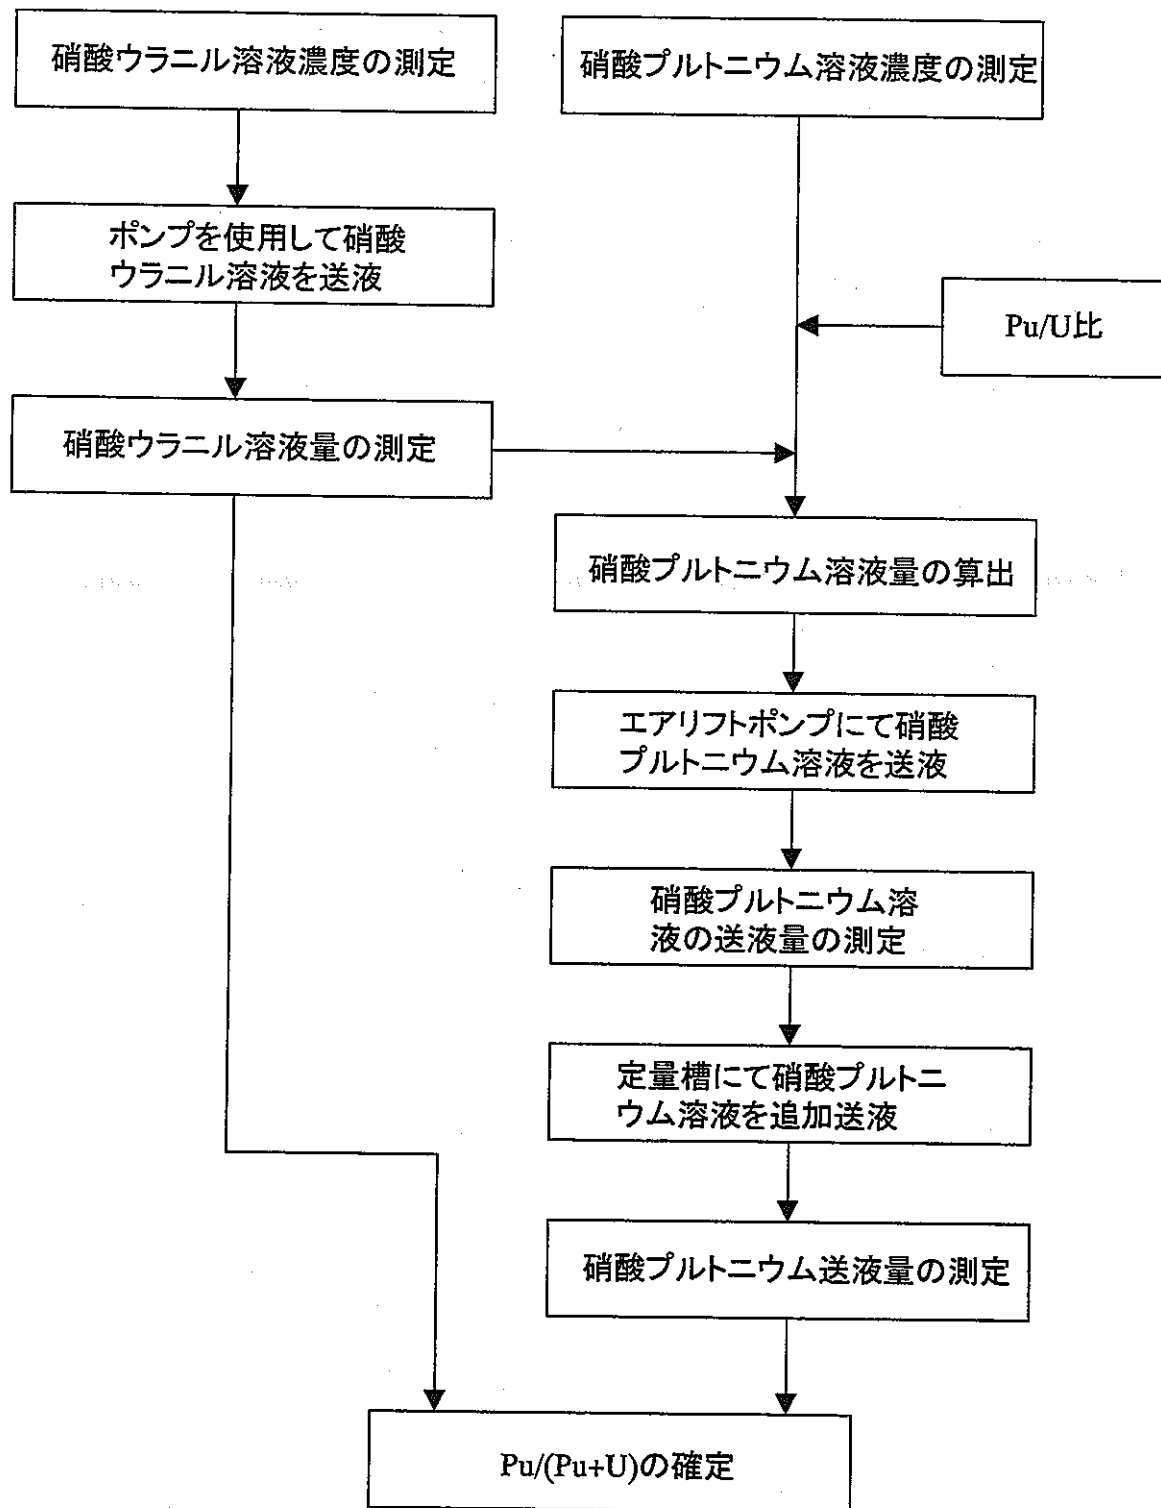 硝酸ウラニル溶液濃度の測定
硝酸プルトニウム溶液濃度の測定
ポンプを使用して硝酸
ウラニル溶液を送液
Pu/U比
硝酸ウラニル溶液量の測定
硝酸プルトニウム溶液量の算出
エアリフトポンプにて硝酸
プルトニウム溶液を送液
硝酸プルトニウム溶
液の送液量の測定
定量槽にて硝酸プルトニ
ウム溶液を追加送液
硝酸プルトニウム送液量の測定
Pu/(Pu+U)の確定